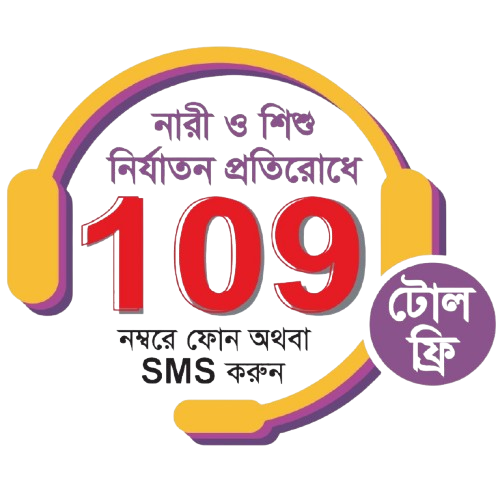 নারী ও শিশু
নির্যাতন প্রতিরোধে
109
নম্বরে ফোন অথবা
SMS করুন
টোল
ফ্রি